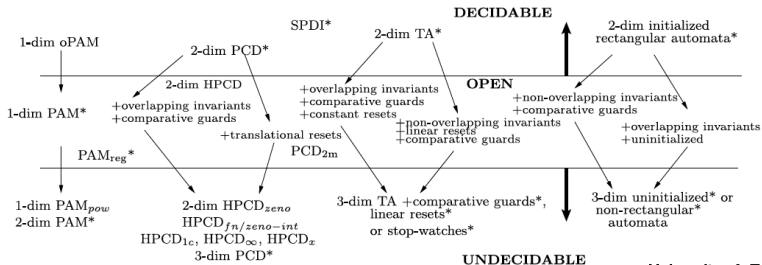 DECIDABLE
SPDI*
1-dim oPAM
2-dim PCD*
2-dim TA*
2-dim initialized
rectangular automata*
2-dim HPCD
OPEN
+overlapping invariants
+comparative guards
+overlapping invariants
+comparative guards
+constant resets
+non-overlapping invariants
+comparative guards
1-dim PAM*
+translational resets
+non-overlapping invariants
+linear resets
+comparative guards
+overlapping invariants
+uninitialized
PAMreg*
PCD2m
1-dim PAMpow
2-dim PAM*
2-dim HPCDzeno
HPCDfn/zeno-int
HPCD1c, HPCD∞, HPCDx
3-dim PCD*
3-dim TA +comparative guards*,
linear resets*
or stop-watches*
3-dim uninitialized* or
non-rectangular*
automata
UNDECIDABLE